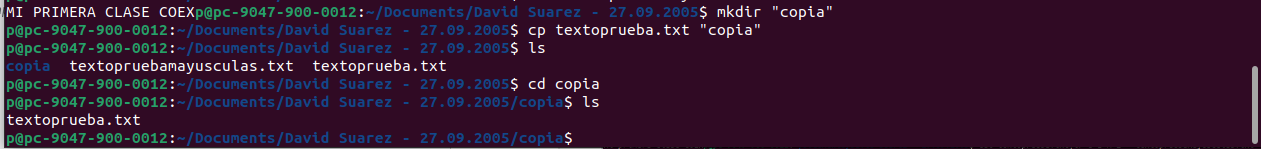 MI PRIMERA CLASE COEXp@pc-9047-900-0012:~/Documents/David Suarez - 27.09.2005$ mkdir "copia"
p@pc-9047-900-0012:~/Documents/David Suarez - 27.09.2005$ cp textoprueba.txt "copia"
p@pc-9047-900-0012:~/Documents/David Suarez - 27.09.2005$ ls
copia  textopruebamayusculas.txt  textoprueba.txt
p@pc-9047-900-0012:~/Documents/David Suarez - 27.09.2005$ cd copia
p@pc-9047-900-0012:~/Documents/David Suarez - 27.09.2005/copia$ ls
textoprueba.txt
p@pc-9047-900-0012:~/Documents/David Suarez - 27.09.2005/copia$